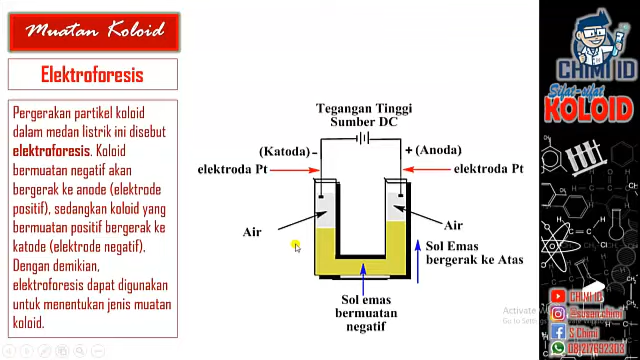 Muatan Koloid
Elektroforesis
Pergerakan partikel koloid
dalam medan listrik ini disebut
elektroforesis. Koloid
bermuatan negatif akan
bergerak ke anode (elektrode
positif), sedangkan koloid yang
bermuatan positif bergerak ke
katode (elektrode negatif).
Dengan demikian,
elektroforesis dapat digunakan
untuk menentukan jenis muatan
koloid.
Tegangan Tinggi
Sumber DC
(Katoda) –
+ (Anoda)
elektroda Pt
elektroda Pt
Air
Air
Sol Emas
bergerak ke Atas
Sol emas
bermuatan
negatif
CHIMI ID
Sifat-sifat
KOLOID
CHIMI ID
@susan.chimi
S Chimi
081217692303